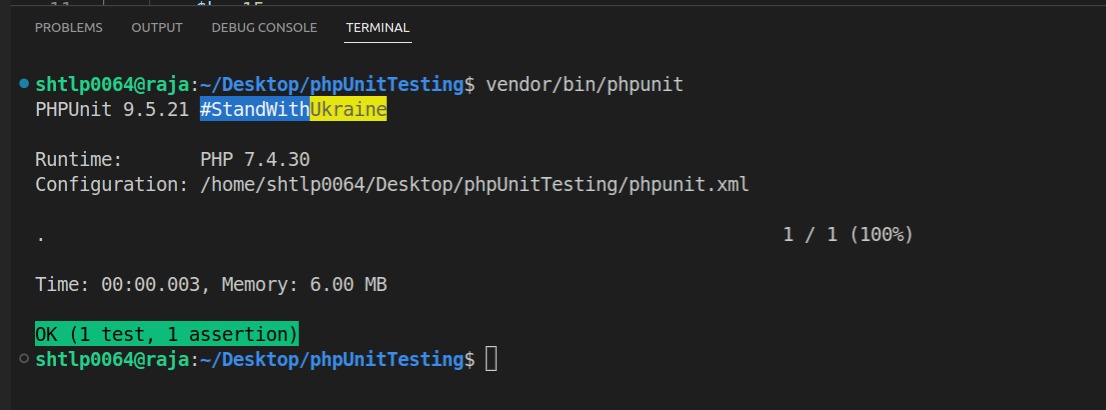 PROBLEMS OUTPUT DEBUG CONSOLE TERMINAL
shtlp0064@raja:~/Desktop/phpUnitTesting$ vendor/bin/phpunit
PHPUnit 9.5.21 #StandWithUkraine
Runtime: PHP 7.4.30
Configuration: /home/shtlp0064/Desktop/phpUnitTesting/phpunit.xml
. 1 / 1 (100%)
Time: 00:00.003, Memory: 6.00 MB
OK (1 test, 1 assertion)
shtlp0064@raja:~/Desktop/phpUnitTesting$